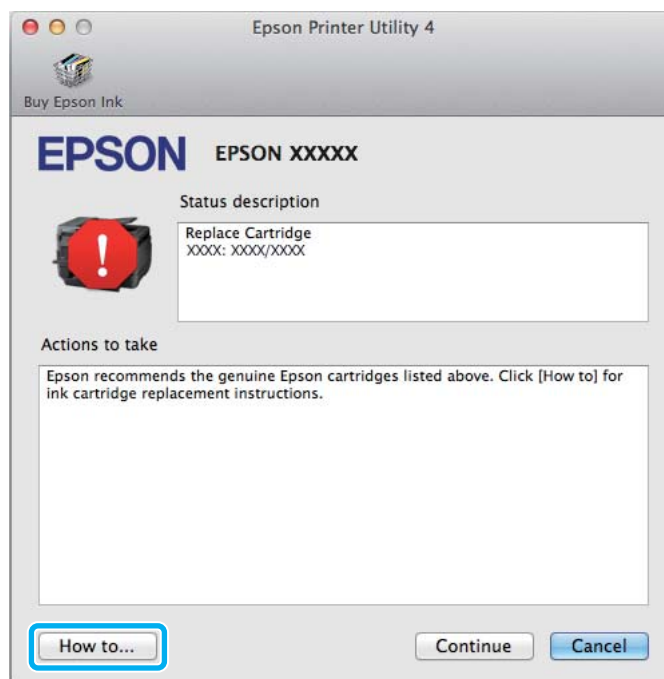 Epson Printer Utility 4
Buy Epson Ink
EPSON EPSON XXXXX
Status description
Replace Cartridge
XXXX: XXXX/XXXX
Actions to take
Epson recommends the genuine Epson cartridges listed above. Click [How to] for
ink cartridge replacement instructions.
How to... Continue Cancel